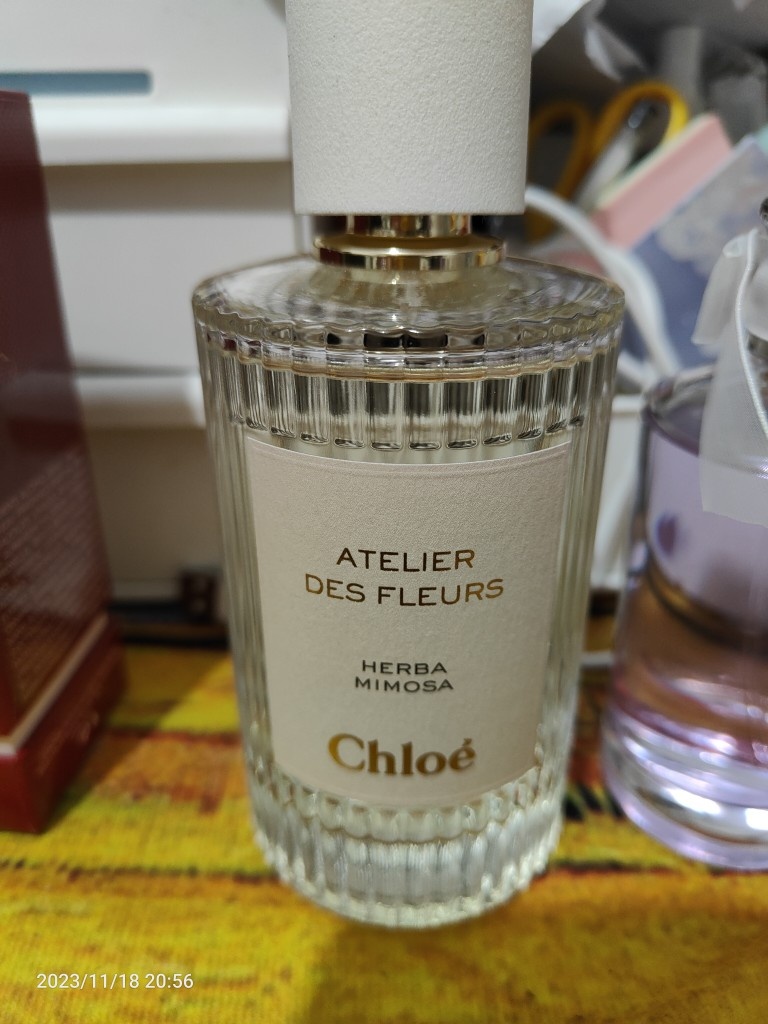 ATELIER
DES FLEURS
HERBA
MIMOSA
Chloé
2023/11/18 20:56